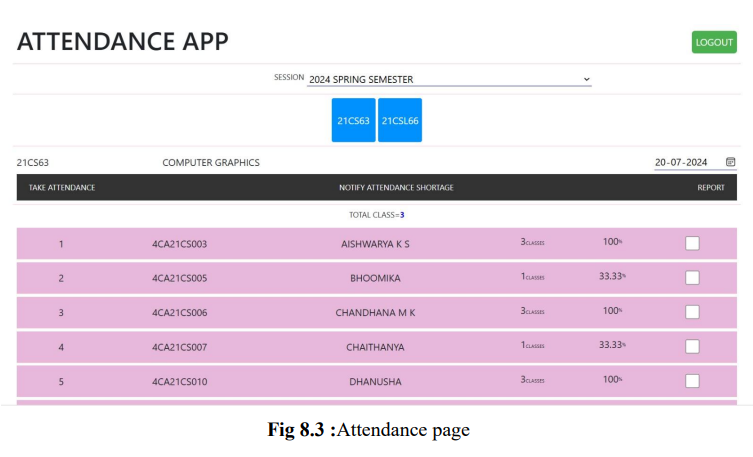 ATTENDANCE APP LOGOUT
SESSION 2024 SPRING SEMESTER
21CS63 21CSL66
21CS63 COMPUTER GRAPHICS 20-07-2024
TAKE ATTENDANCE NOTIFY ATTENDANCE SHORTAGE REPORT
TOTAL CLASS=3
1 4CA21CS003 AISHWARYA K S 3CLASSES 100%
2 4CA21CS005 BHOOMIKA 1CLASSES 33.33%
3 4CA21CS006 CHANDHANA M K 3CLASSES 100%
4 4CA21CS007 CHAITHANYA 1CLASSES 33.33%
5 4CA21CS010 DHANUSHA 3CLASSES 100%
Fig 8.3 :Attendance page